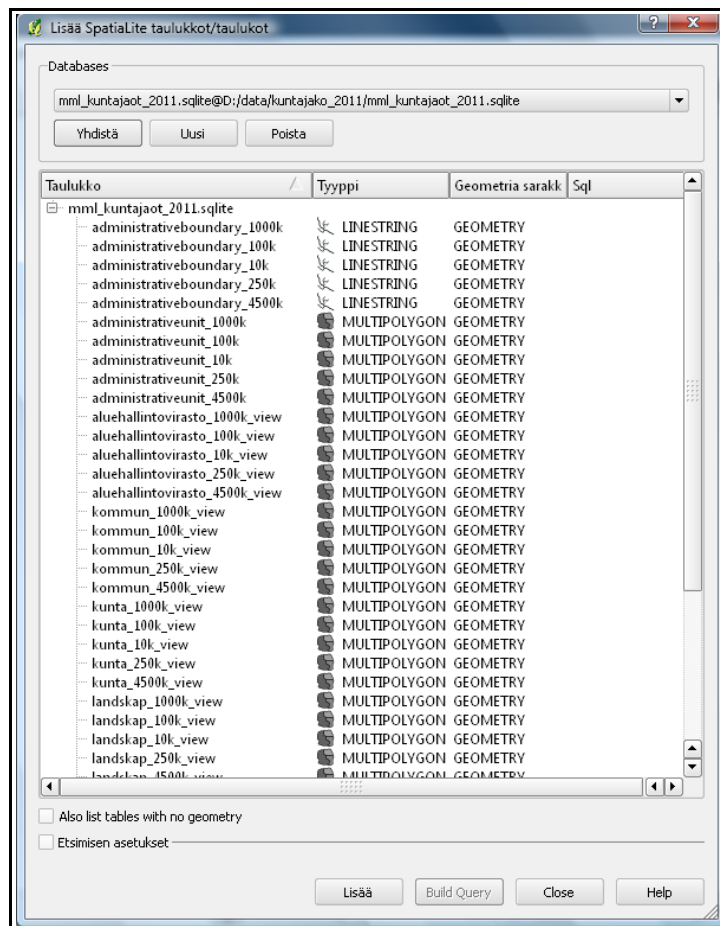 Lisää SpatiaLite taulukkot/taulukot
Databases
mml_kuntajaot_2011.sqlite@D:/data/kuntajako_2011/mml_kuntajaot_2011.sqlite
Yhdistä Uusi Poista
Taulukko Tyyppi Geometria sarakk Sql
mml_kuntajaot_2011.sqlite
administrativeboundary_1000k LINESTRING GEOMETRY
administrativeboundary_100k LINESTRING GEOMETRY
administrativeboundary_10k LINESTRING GEOMETRY
administrativeboundary_250k LINESTRING GEOMETRY
administrativeboundary_4500k LINESTRING GEOMETRY
administrativeunit_1000k MULTIPOLYGON GEOMETRY
administrativeunit_100k MULTIPOLYGON GEOMETRY
administrativeunit_10k MULTIPOLYGON GEOMETRY
administrativeunit_250k MULTIPOLYGON GEOMETRY
administrativeunit_4500k MULTIPOLYGON GEOMETRY
aluehallintovirasto_1000k_view MULTIPOLYGON GEOMETRY
aluehallintovirasto_100k_view MULTIPOLYGON GEOMETRY
aluehallintovirasto_10k_view MULTIPOLYGON GEOMETRY
aluehallintovirasto_250k_view MULTIPOLYGON GEOMETRY
aluehallintovirasto_4500k_view MULTIPOLYGON GEOMETRY
kommun_1000k_view MULTIPOLYGON GEOMETRY
kommun_100k_view MULTIPOLYGON GEOMETRY
kommun_10k_view MULTIPOLYGON GEOMETRY
kommun_250k_view MULTIPOLYGON GEOMETRY
kommun_4500k_view MULTIPOLYGON GEOMETRY
kunta_1000k_view MULTIPOLYGON GEOMETRY
kunta_100k_view MULTIPOLYGON GEOMETRY
kunta_10k_view MULTIPOLYGON GEOMETRY
kunta_250k_view MULTIPOLYGON GEOMETRY
kunta_4500k_view MULTIPOLYGON GEOMETRY
landskap_1000k_view MULTIPOLYGON GEOMETRY
landskap_100k_view MULTIPOLYGON GEOMETRY
landskap_10k_view MULTIPOLYGON GEOMETRY
landskap_250k_view MULTIPOLYGON GEOMETRY
landskap_4500k_view MULTIPOLYGON GEOMETRY
Also list tables with no geometry
Etsimisen asetukset
Lisää Build Query Close Help